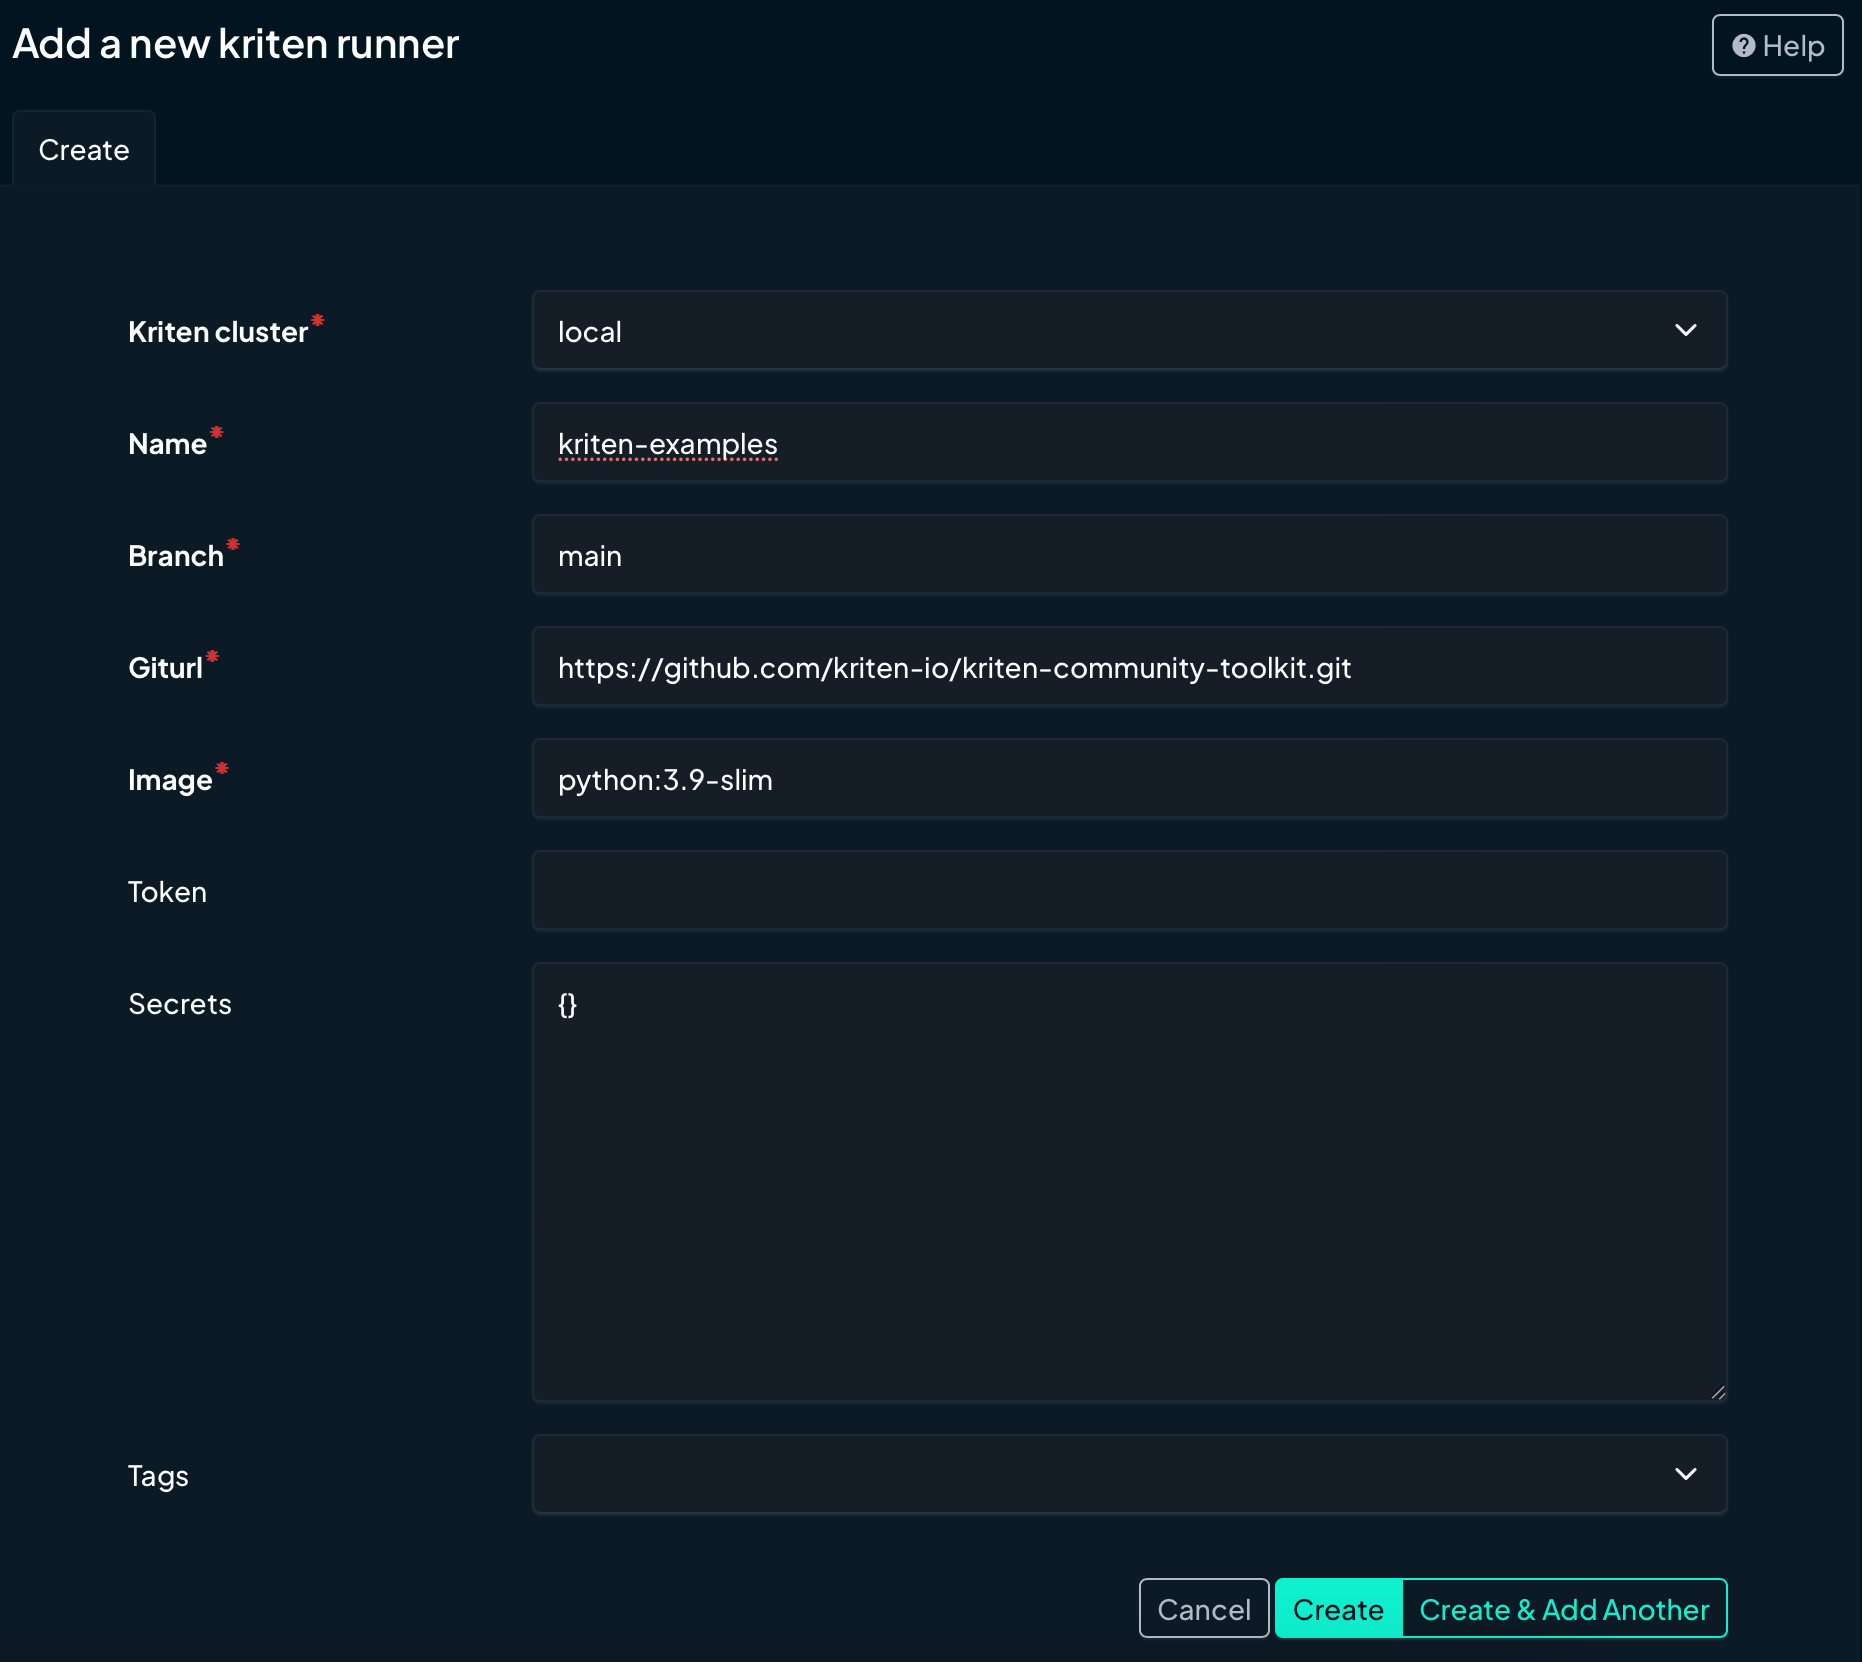 Add a new kriten runner
Help
Create
Kriten cluster*
local
Name*
kriten-examples
Branch*
main
Giturl*
https://github.com/kriten-io/kriten-community-toolkit.git
Image*
python:3.9-slim
Token
Secrets
{}
Tags
Cancel
Create
Create & Add Another